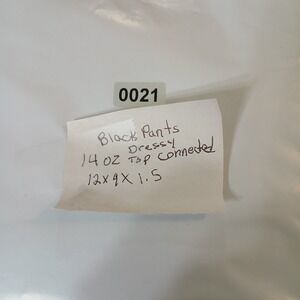 0021
Black Pants
Dressy
14 oz Top Connected
12x9x1.5